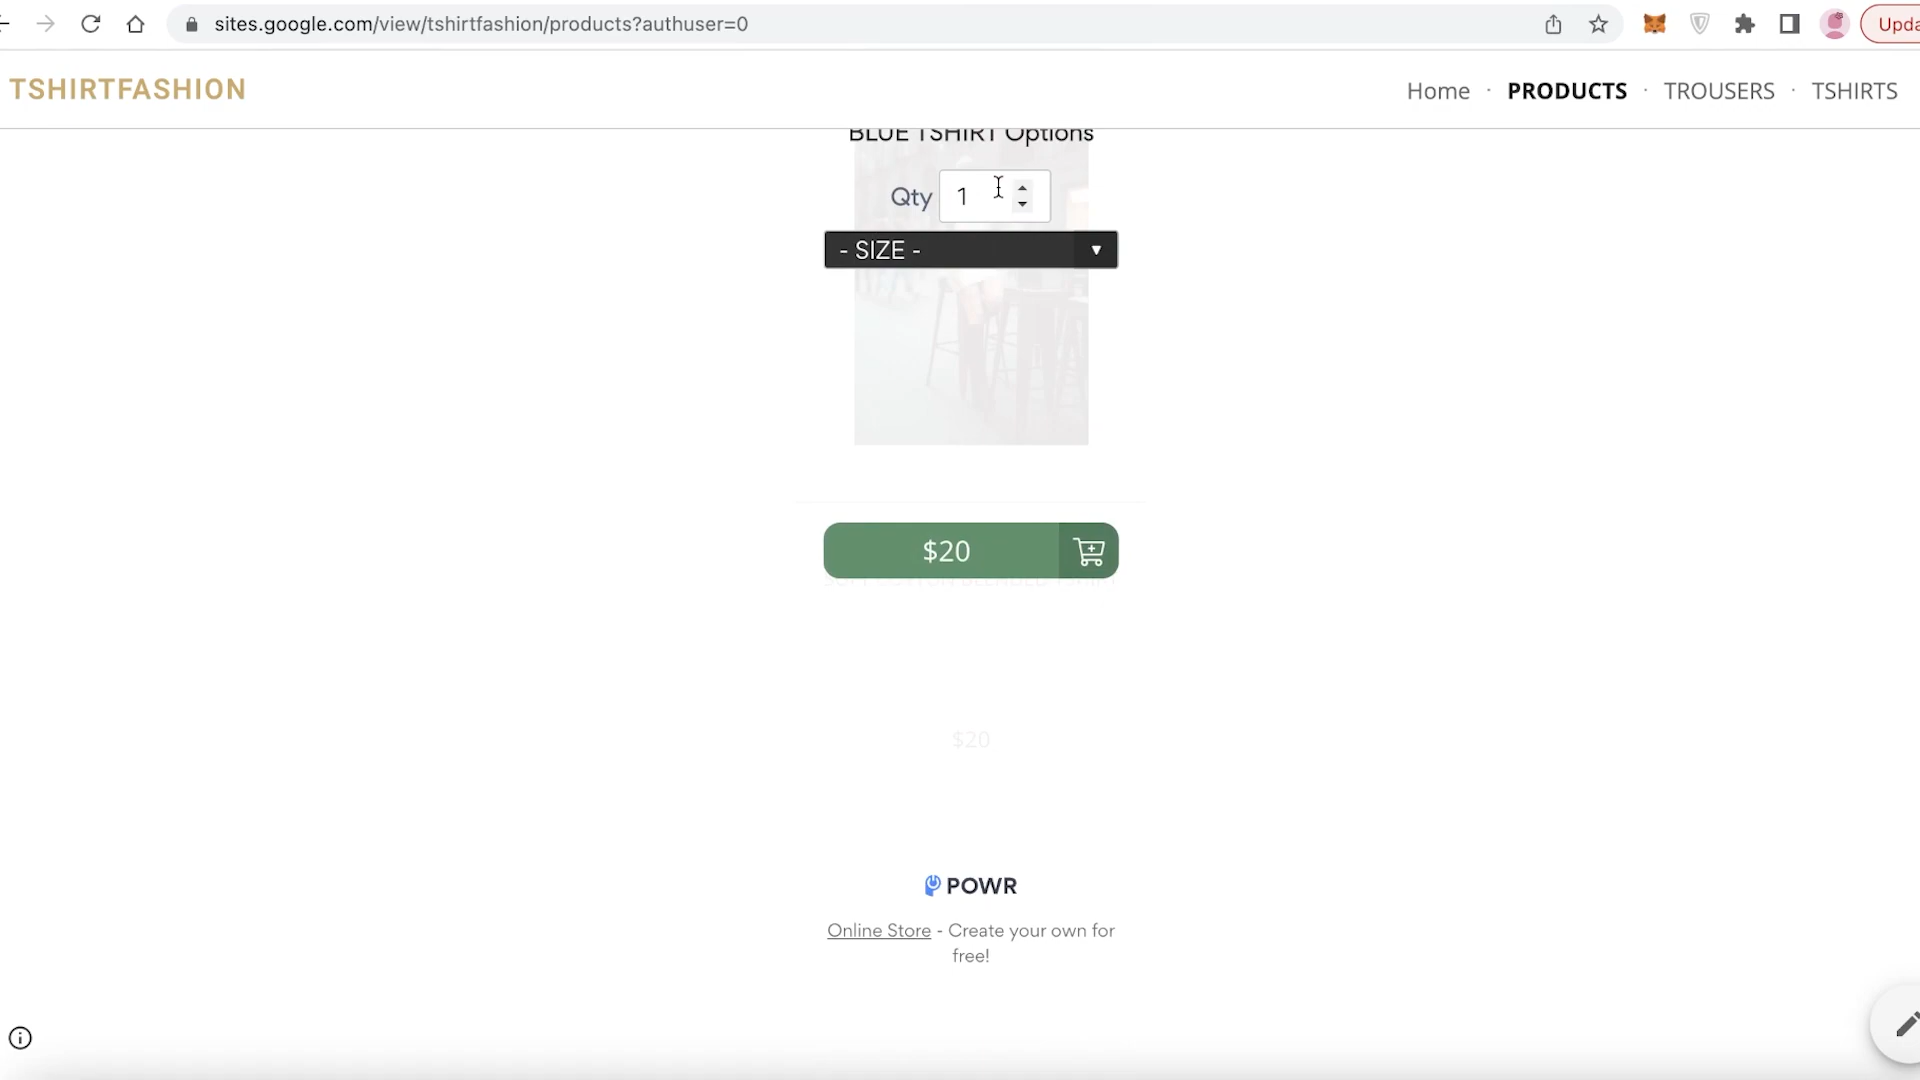 sites.google.com/view/tshirtfashion/products?authuser=0
TSHIRTFASHION
Home · PRODUCTS · TROUSERS · TSHIRTS
BLUE TSHIRT Options
Qty 1
- SIZE -
$20
$20
POWR
Online Store - Create your own for
free!